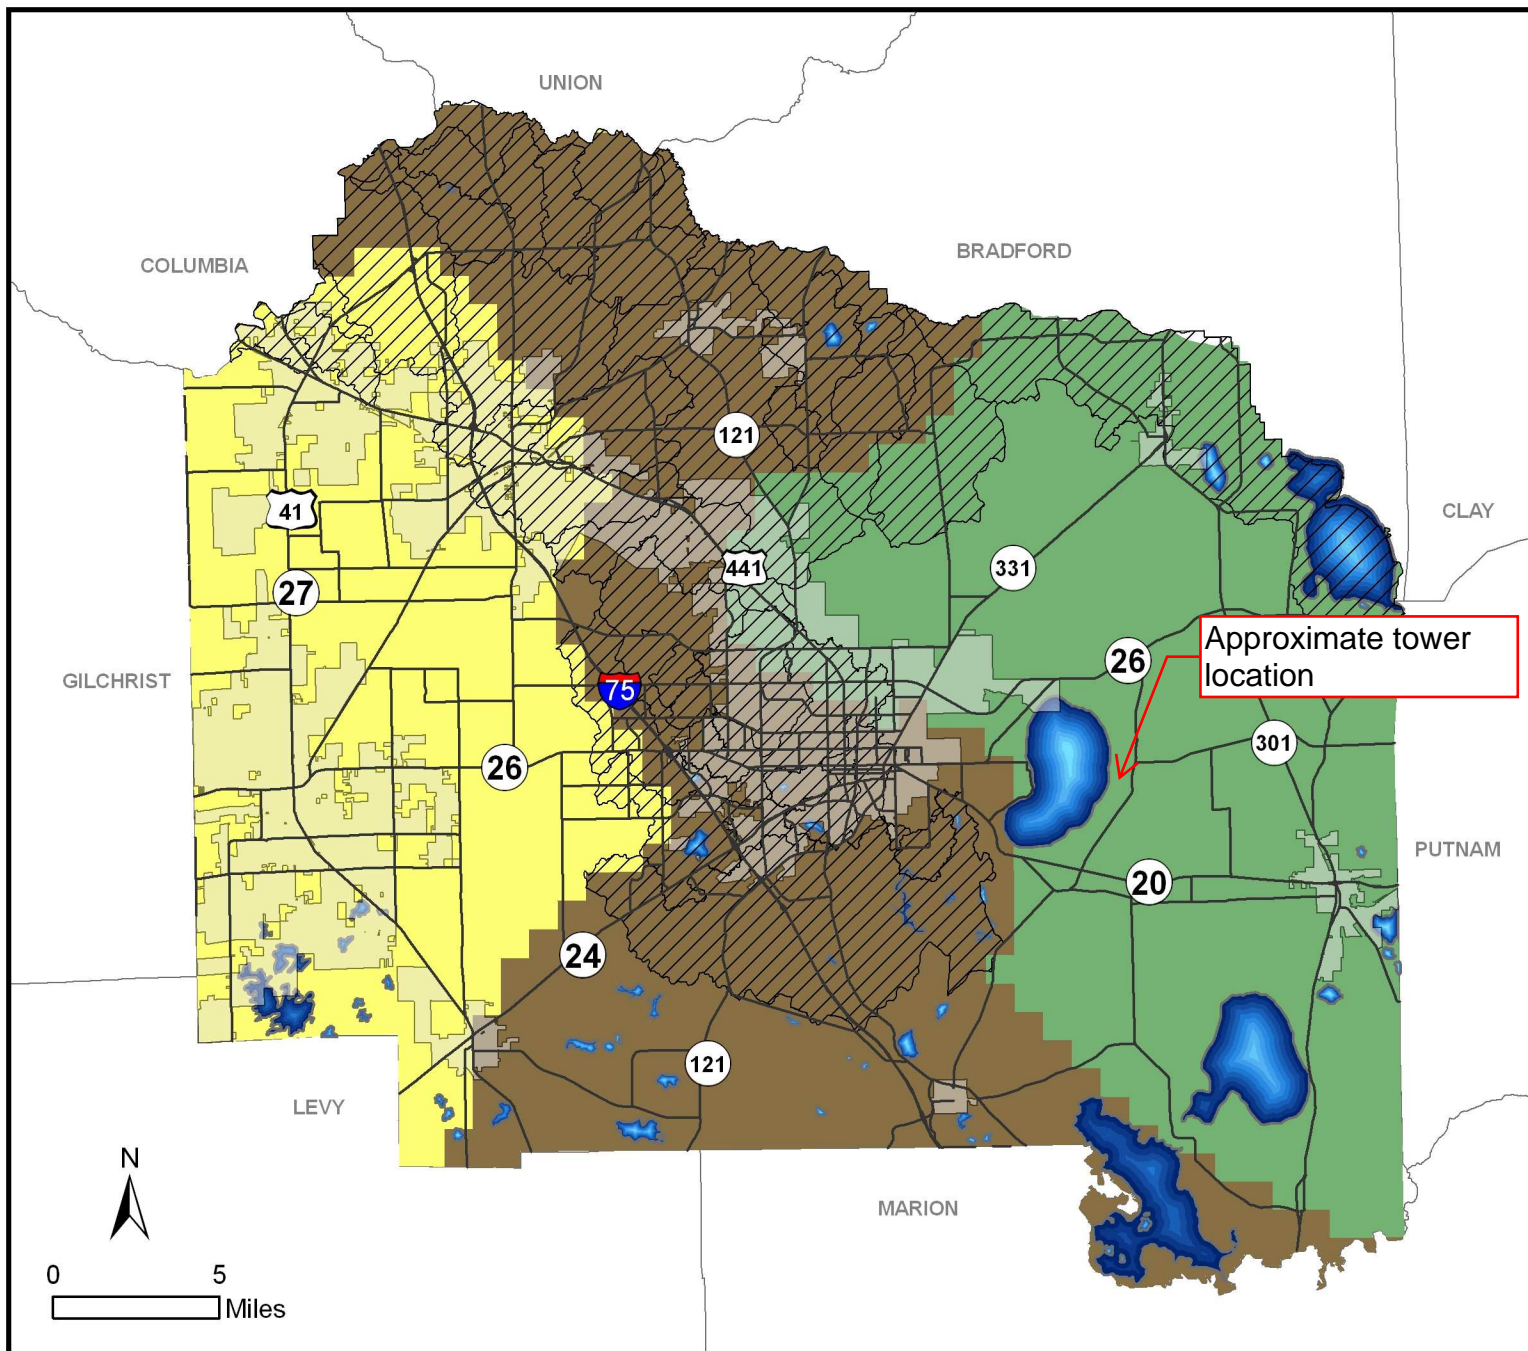 UNION
COLUMBIA
BRADFORD
121
41
CLAY
441
331
27
Approximate tower
location
26
GILCHRIST
75
301
26
PUTNAM
20
24
121
LEVY
N
MARION
0 5
Miles